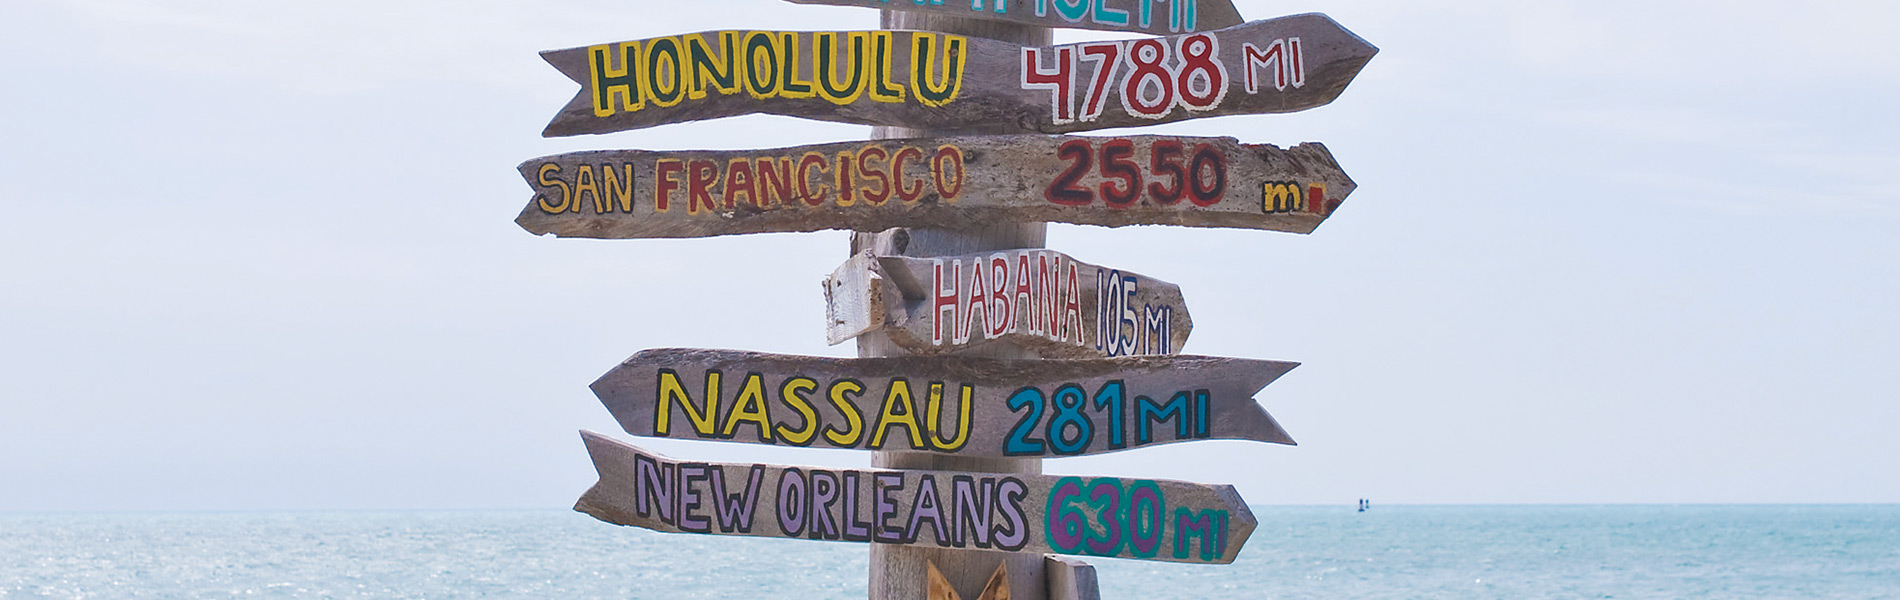 HONOLULU 4788 MI
SAN FRANCISCO 2550 mi.
HABANA 105 MI
NASSAU 281 MI
NEW ORLEANS 630 MI